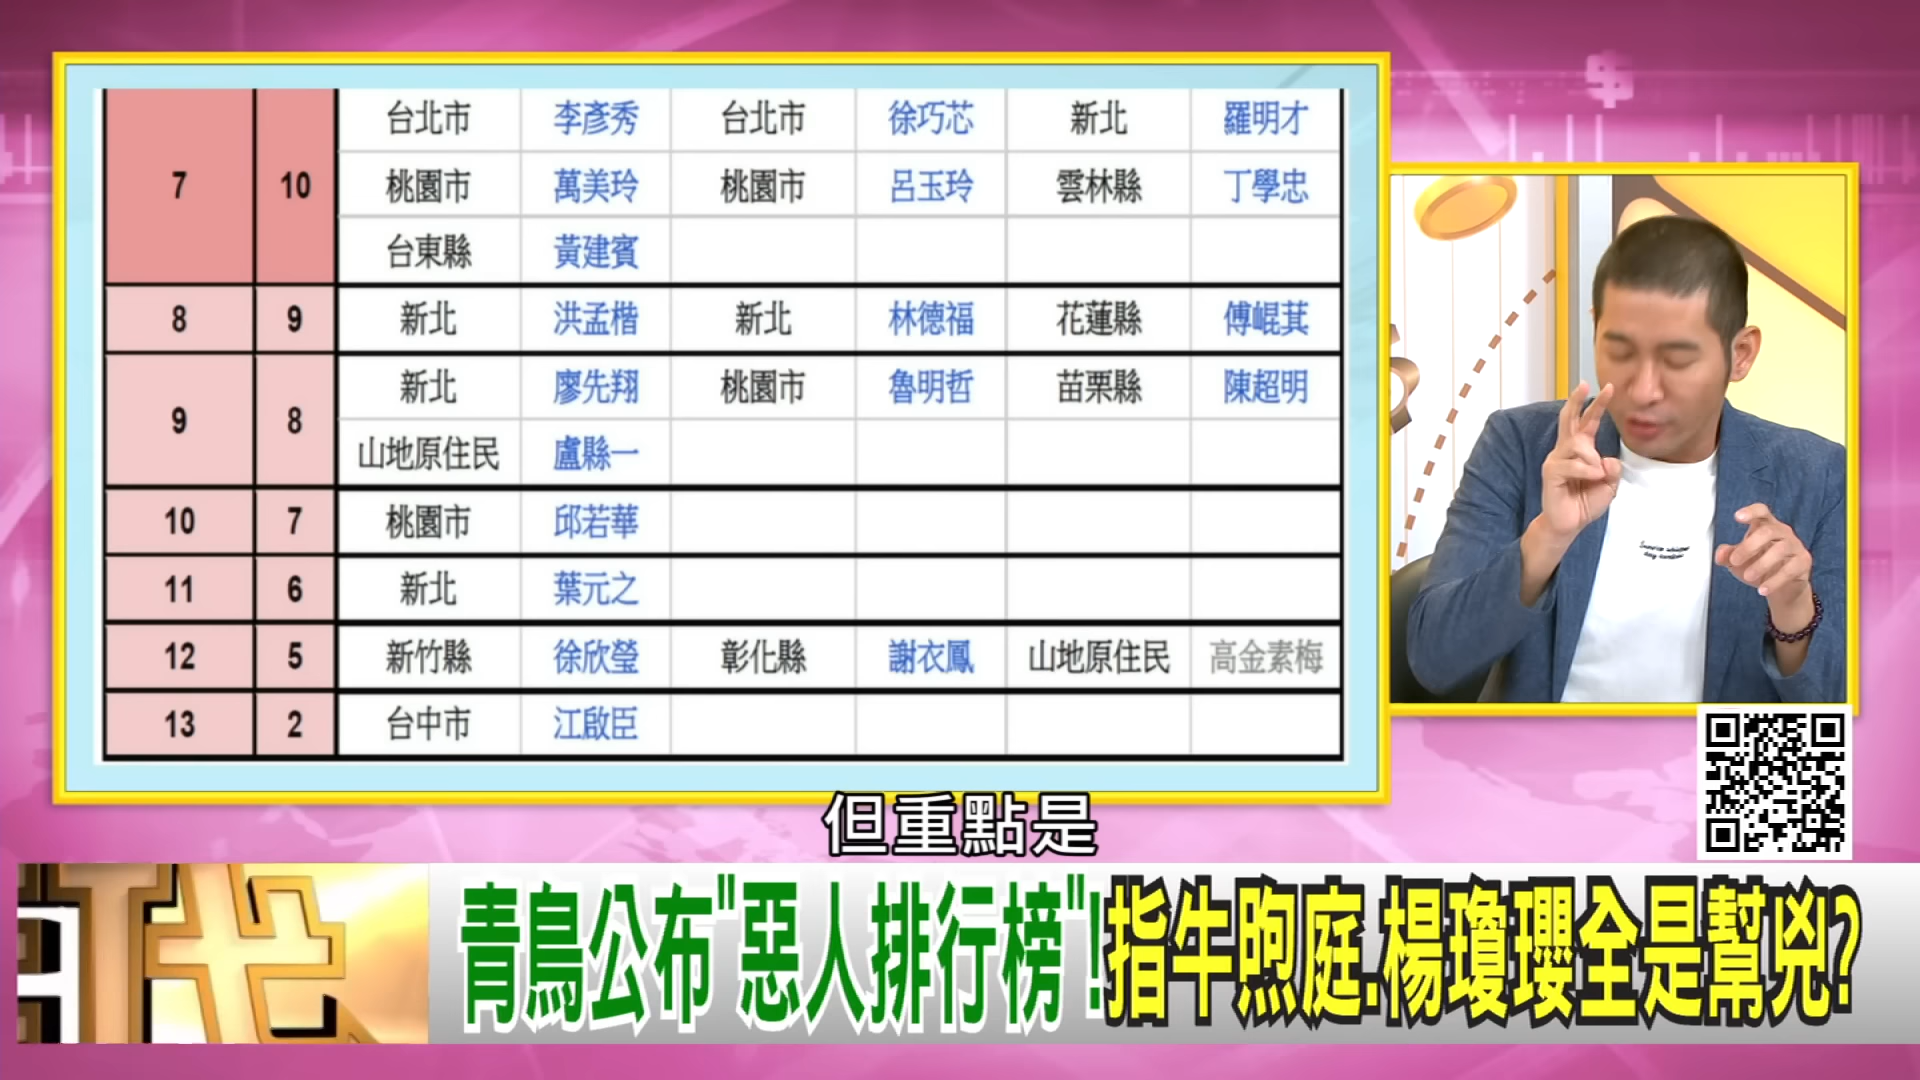 7 10 台北市 李彥秀 台北市 徐巧芯 新北 羅明才
桃園市 萬美玲 桃園市 呂玉玲 雲林縣 丁學忠
台東縣 黃建賓
8 9 新北 洪孟楷 新北 林德福 花蓮縣 傅崐萁
9 8 新北 廖先翔 桃園市 魯明哲 苗栗縣 陳超明
山地原住民 盧縣一
10 7 桃園市 邱若華
11 6 新北 葉元之
12 5 新竹縣 徐欣瑩 彰化縣 謝衣鳳 山地原住民 高金素梅
13 2 台中市 江啟臣
但重點是
青鳥公布"惡人排行榜"!指牛煦庭.楊瓊瓔全是幫兇?